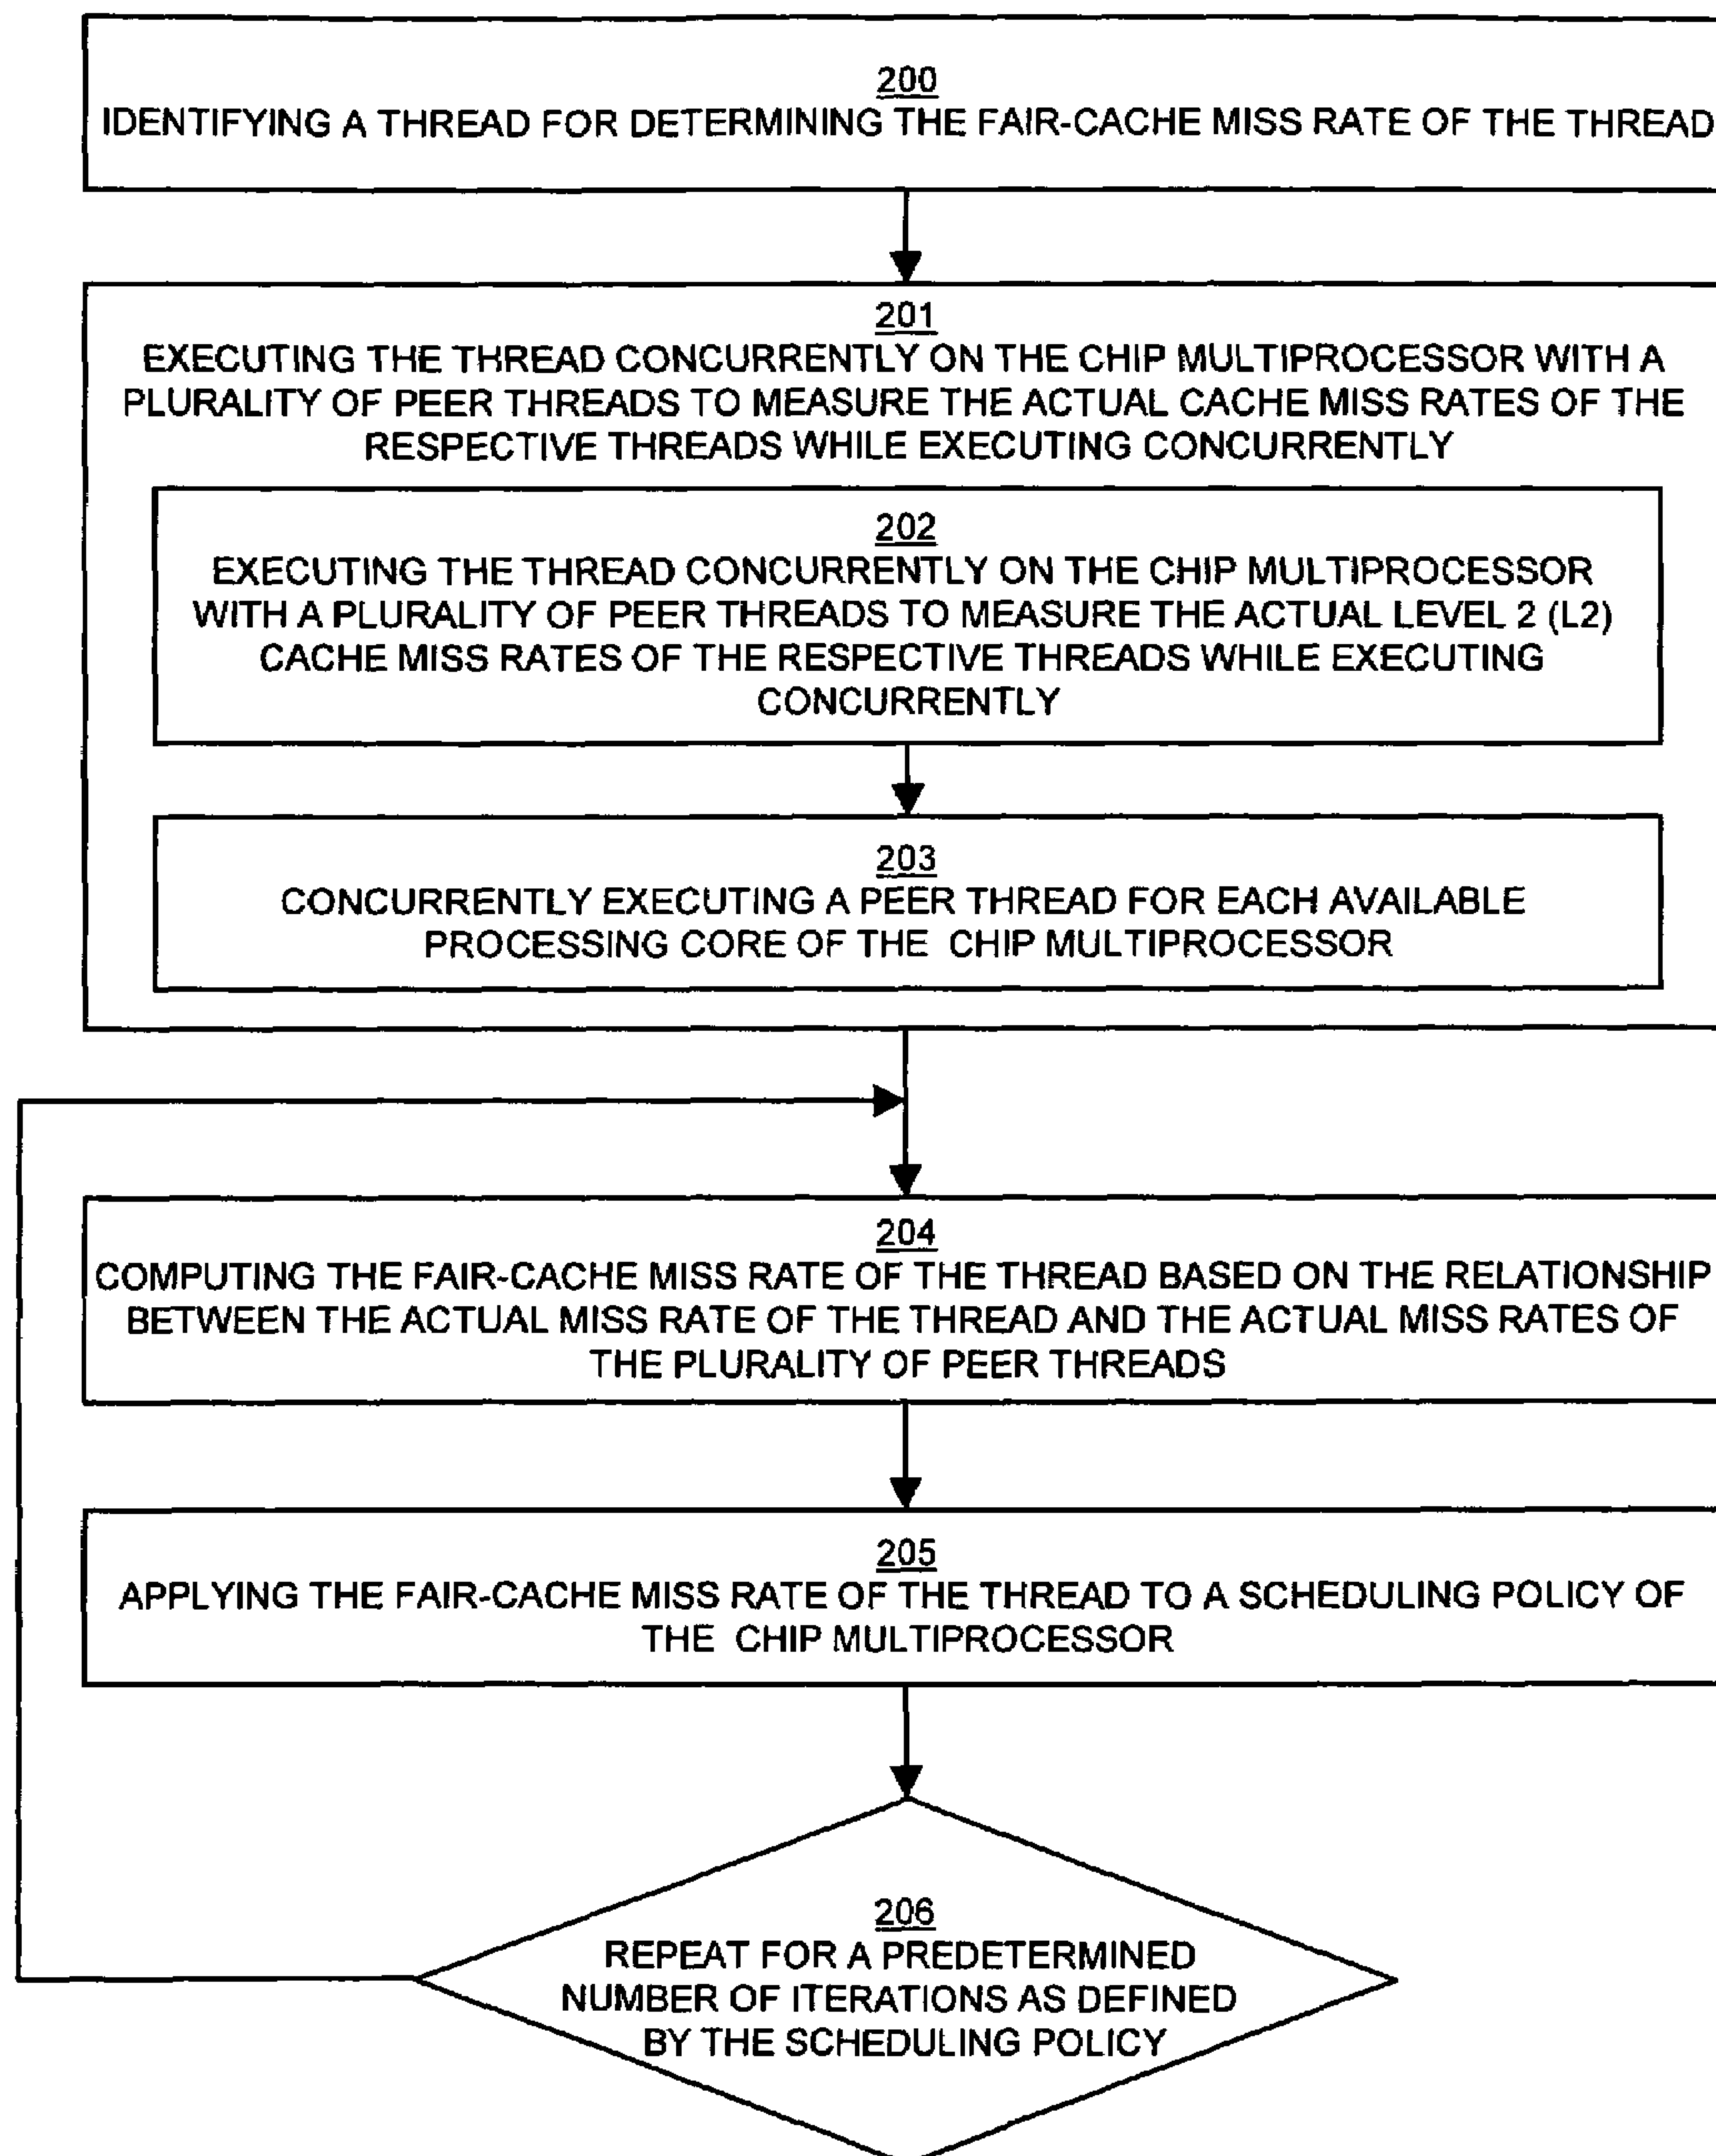 200
IDENTIFYING A THREAD FOR DETERMINING THE FAIR-CACHE MISS RATE OF THE THREAD
201
EXECUTING THE THREAD CONCURRENTLY ON THE CHIP MULTIPROCESSOR WITH A
PLURALITY OF PEER THREADS TO MEASURE THE ACTUAL CACHE MISS RATES OF THE
RESPECTIVE THREADS WHILE EXECUTING CONCURRENTLY
202
EXECUTING THE THREAD CONCURRENTLY ON THE CHIP MULTIPROCESSOR
WITH A PLURALITY OF PEER THREADS TO MEASURE THE ACTUAL LEVEL 2 (L2)
CACHE MISS RATES OF THE RESPECTIVE THREADS WHILE EXECUTING
CONCURRENTLY
203
CONCURRENTLY EXECUTING A PEER THREAD FOR EACH AVAILABLE
PROCESSING CORE OF THE CHIP MULTIPROCESSOR
204
COMPUTING THE FAIR-CACHE MISS RATE OF THE THREAD BASED ON THE RELATIONSHIP
BETWEEN THE ACTUAL MISS RATE OF THE THREAD AND THE ACTUAL MISS RATES OF
THE PLURALITY OF PEER THREADS
205
APPLYING THE FAIR-CACHE MISS RATE OF THE THREAD TO A SCHEDULING POLICY OF
THE CHIP MULTIPROCESSOR
206
REPEAT FOR A PREDETERMINED
NUMBER OF ITERATIONS AS DEFINED
BY THE SCHEDULING POLICY